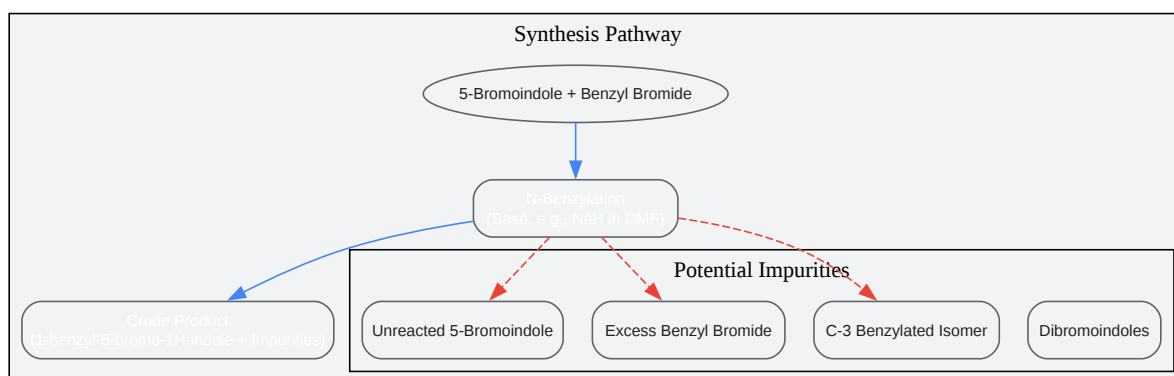 Synthesis Pathway
5-Bromoindole + Benzyl Bromide
N-Benzylation
(Base, e.g., NaH in DMF)
Potential Impurities
Crude Product
(1-benzyl-5-bromo-1H-indole + Impurities)
Unreacted 5-Bromoindole
Excess Benzyl Bromide
C-3 Benzylated Isomer
Dibromoindoles